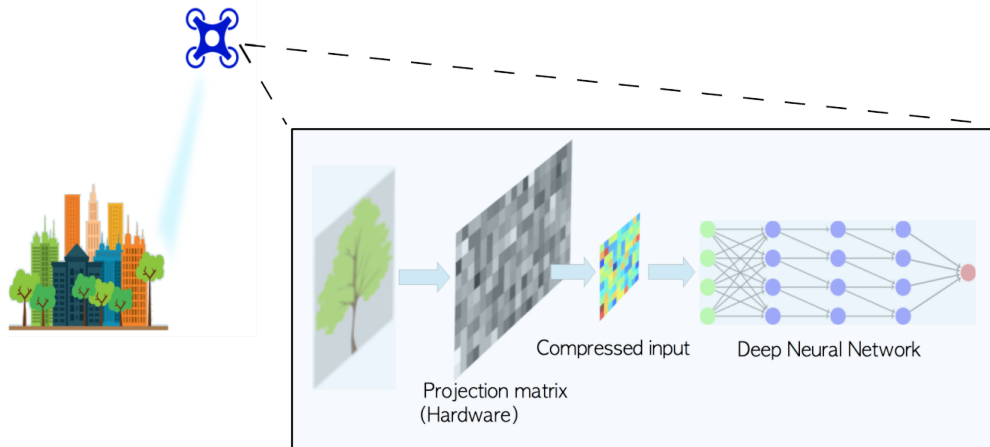 Compressed input
Deep Neural Network
Projection matrix
(Hardware)